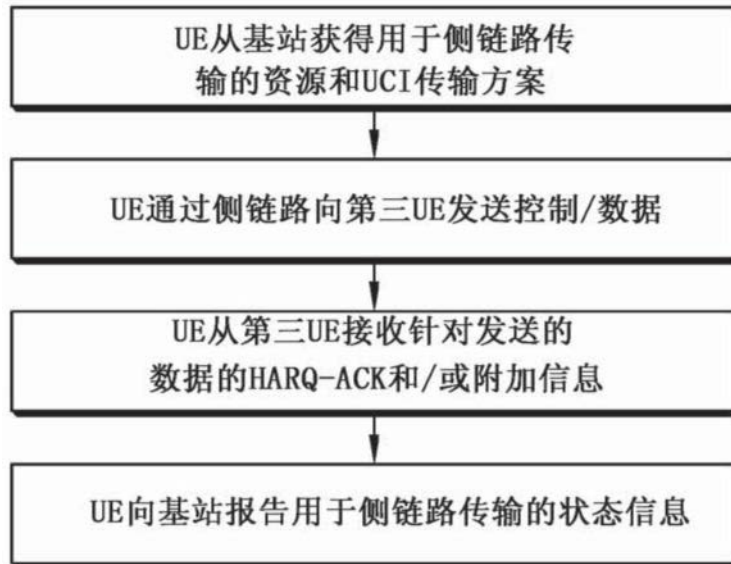 UE从基站获得用于侧链路传
输的资源和UCI传输方案
UE通过侧链路向第三UE发送控制/数据
UE从第三UE接收针对发送的
数据的HARQ-ACK和/或附加信息
UE向基站报告用于侧链路传输的状态信息